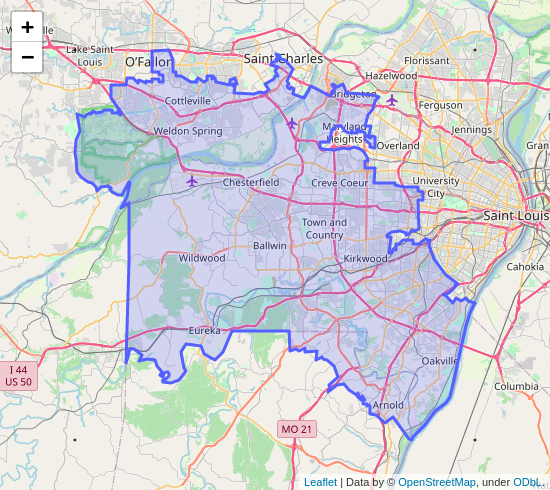 +
−
Lake Saint
Louis
O'Fallon
Saint Charles
Florissant
Hazelwood
Bridgeton
Cottleville
Ferguson
Weldon Spring
Maryland
Heights
Jennings
Overland
Chesterfield
Creve Coeur
University
City
Saint Louis
Town and
Country
Ballwin
Kirkwood
Wildwood
Cahokia
Eureka
Oakville
I 44
US 50
Columbia
Arnold
MO 21
Leaflet | Data by © OpenStreetMap, under ODbL.